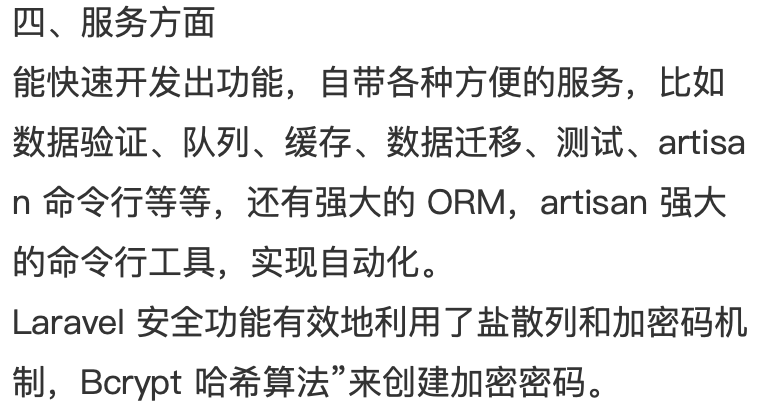 四、服务方面
能快速开发出功能，自带各种方便的服务，比如
数据验证、队列、缓存、数据迁移、测试、artisa
n 命令行等等，还有强大的 ORM，artisan 强大
的命令行工具，实现自动化。
Laravel 安全功能有效地利用了盐散列和加密码机
制，Bcrypt 哈希算法”来创建加密密码。